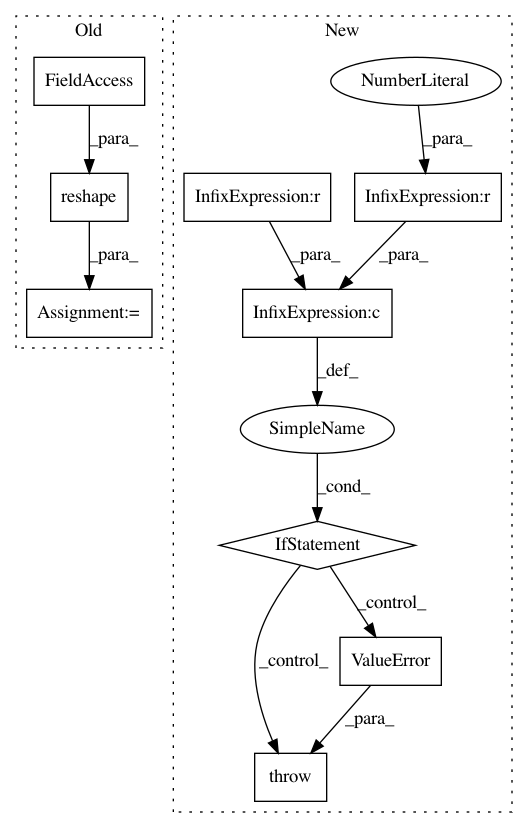 Old
New
FieldAccess
NumberLiteral
_para_
_para_
reshape
InfixExpression:r
InfixExpression:r
_para_
_para_
_para_
Assignment:=
InfixExpression:c
_def_
SimpleName
_cond_
IfStatement
_control_
_control_
ValueError
_para_
throw